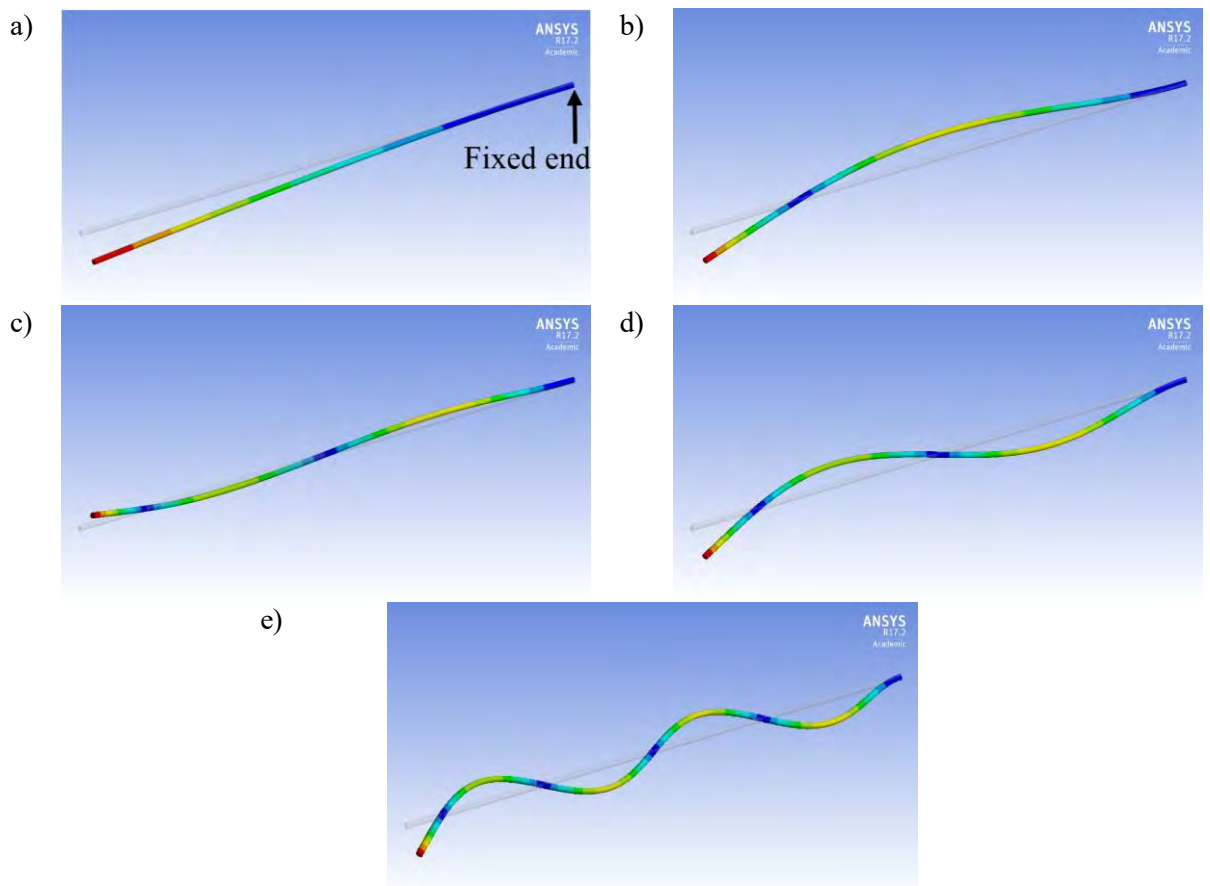 a)
ANSYS
R17.2
Academic
Fixed end
b)
ANSYS
R17.2
Academic
c)
ANSYS
R17.2
Academic
d)
ANSYS
R17.2
Academic
e)
ANSYS
R17.2
Academic